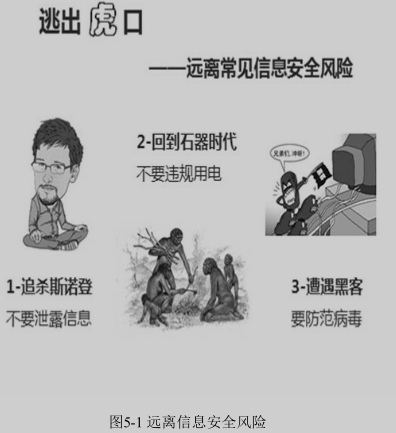 逃出虎口
——远离常见信息安全风险
2-回到石器时代
不要违规用电
兄弟们，冲呀！
1-追杀斯诺登
不要泄露信息
3-遭遇黑客
要防范病毒
图5-1 远离信息安全风险